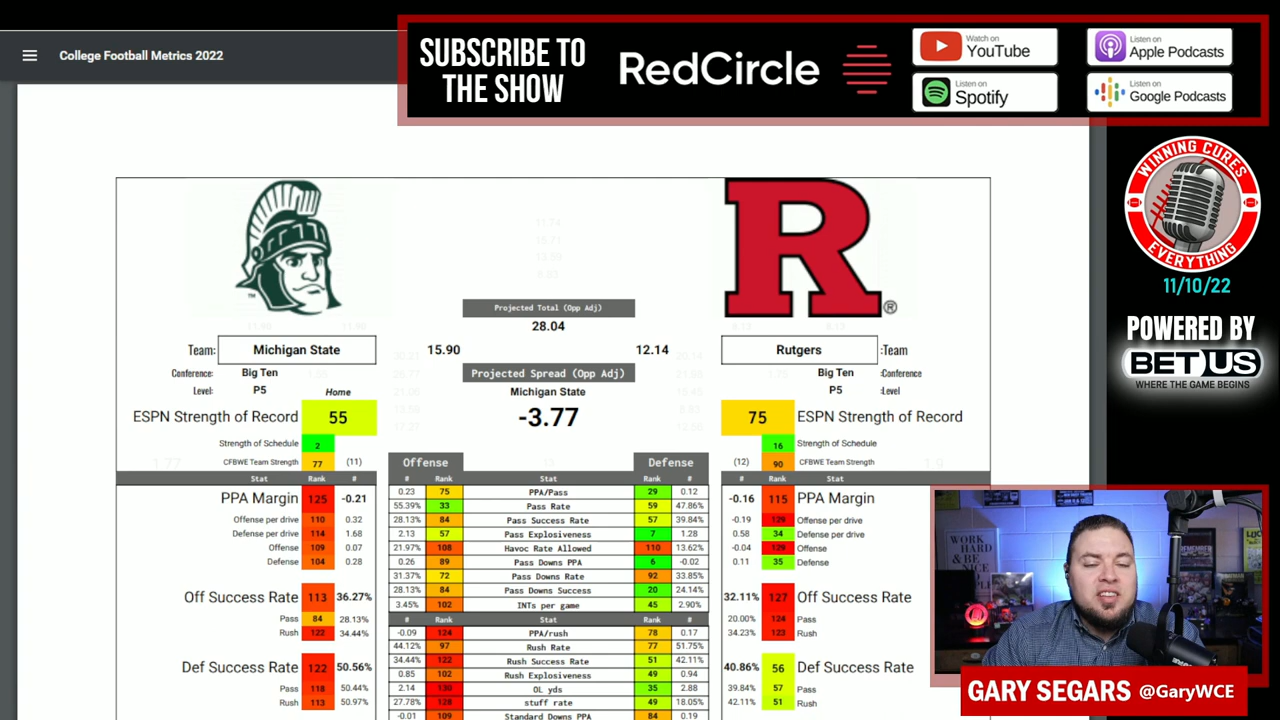 College Football Metrics 2022
SUBSCRIBE TO
THE SHOW
RedCircle
Watch on
YouTube
Listen on
Apple Podcasts
Listen on
Spotify
Listen on
Google Podcasts
WINNING CURES
EVERYTHING
11/10/22
POWERED BY
BETUS
WHERE THE GAME BEGINS
R ®
TM
Projected Total (Opp Adj)
28.04
Team: Michigan State 15.90 12.14 Rutgers :Team
Conference: Big Ten Projected Spread (Opp Adj) Big Ten :Conference
Level: P5 Home Michigan State P5 :Level
ESPN Strength of Record 55 -3.77 75 ESPN Strength of Record
Strength of Schedule 2 16 Strength of Schedule
CFBWE Team Strength 77 (11) Offense Defense (12) 90 CFBWE Team Strength
Stat Rank # # Rank Stat Rank # # Rank Stat
PPA Margin 125 -0.21 0.23 75 PPA/Pass 29 0.12 -0.16 115 PPA Margin
55.39% 33 Pass Rate 59 47.86%
Offense per drive 110 0.32 28.13% 84 Pass Success Rate 57 39.84% -0.19 129 Offense per drive
Defense per drive 114 1.68 2.13 57 Pass Explosiveness 7 1.28 0.58 34 Defense per drive
Offense 109 0.07 21.97% 108 Havoc Rate Allowed 110 13.62% -0.04 129 Offense
Defense 104 0.28 0.26 89 Pass Downs PPA 6 -0.02 0.11 35 Defense
31.37% 72 Pass Downs Rate 92 33.85%
Off Success Rate 113 36.27% 28.13% 84 Pass Downs Success 20 24.14% 32.11% 127 Off Success Rate
3.45% 102 INTs per game 45 2.90%
Pass 84 28.13% # Rank Stat Rank # 20.00% 124 Pass
Rush 122 34.44% -0.09 124 PPA/rush 78 0.17 34.23% 123 Rush
44.12% 97 Rush Rate 77 51.75%
Def Success Rate 122 50.56% 34.44% 122 Rush Success Rate 51 42.11% 40.86% 56 Def Success Rate
0.85 102 Rush Explosiveness 49 0.94
Pass 118 50.44% 2.14 130 OL yds 35 2.88 39.84% 57 Pass
Rush 113 50.97% 27.78% 128 stuff rate 49 18.05% 42.11% 51 Rush
-0.01 109 Standard Downs PPA 84 0.19
WORK
HARD
GARY SEGARS @GaryWCE